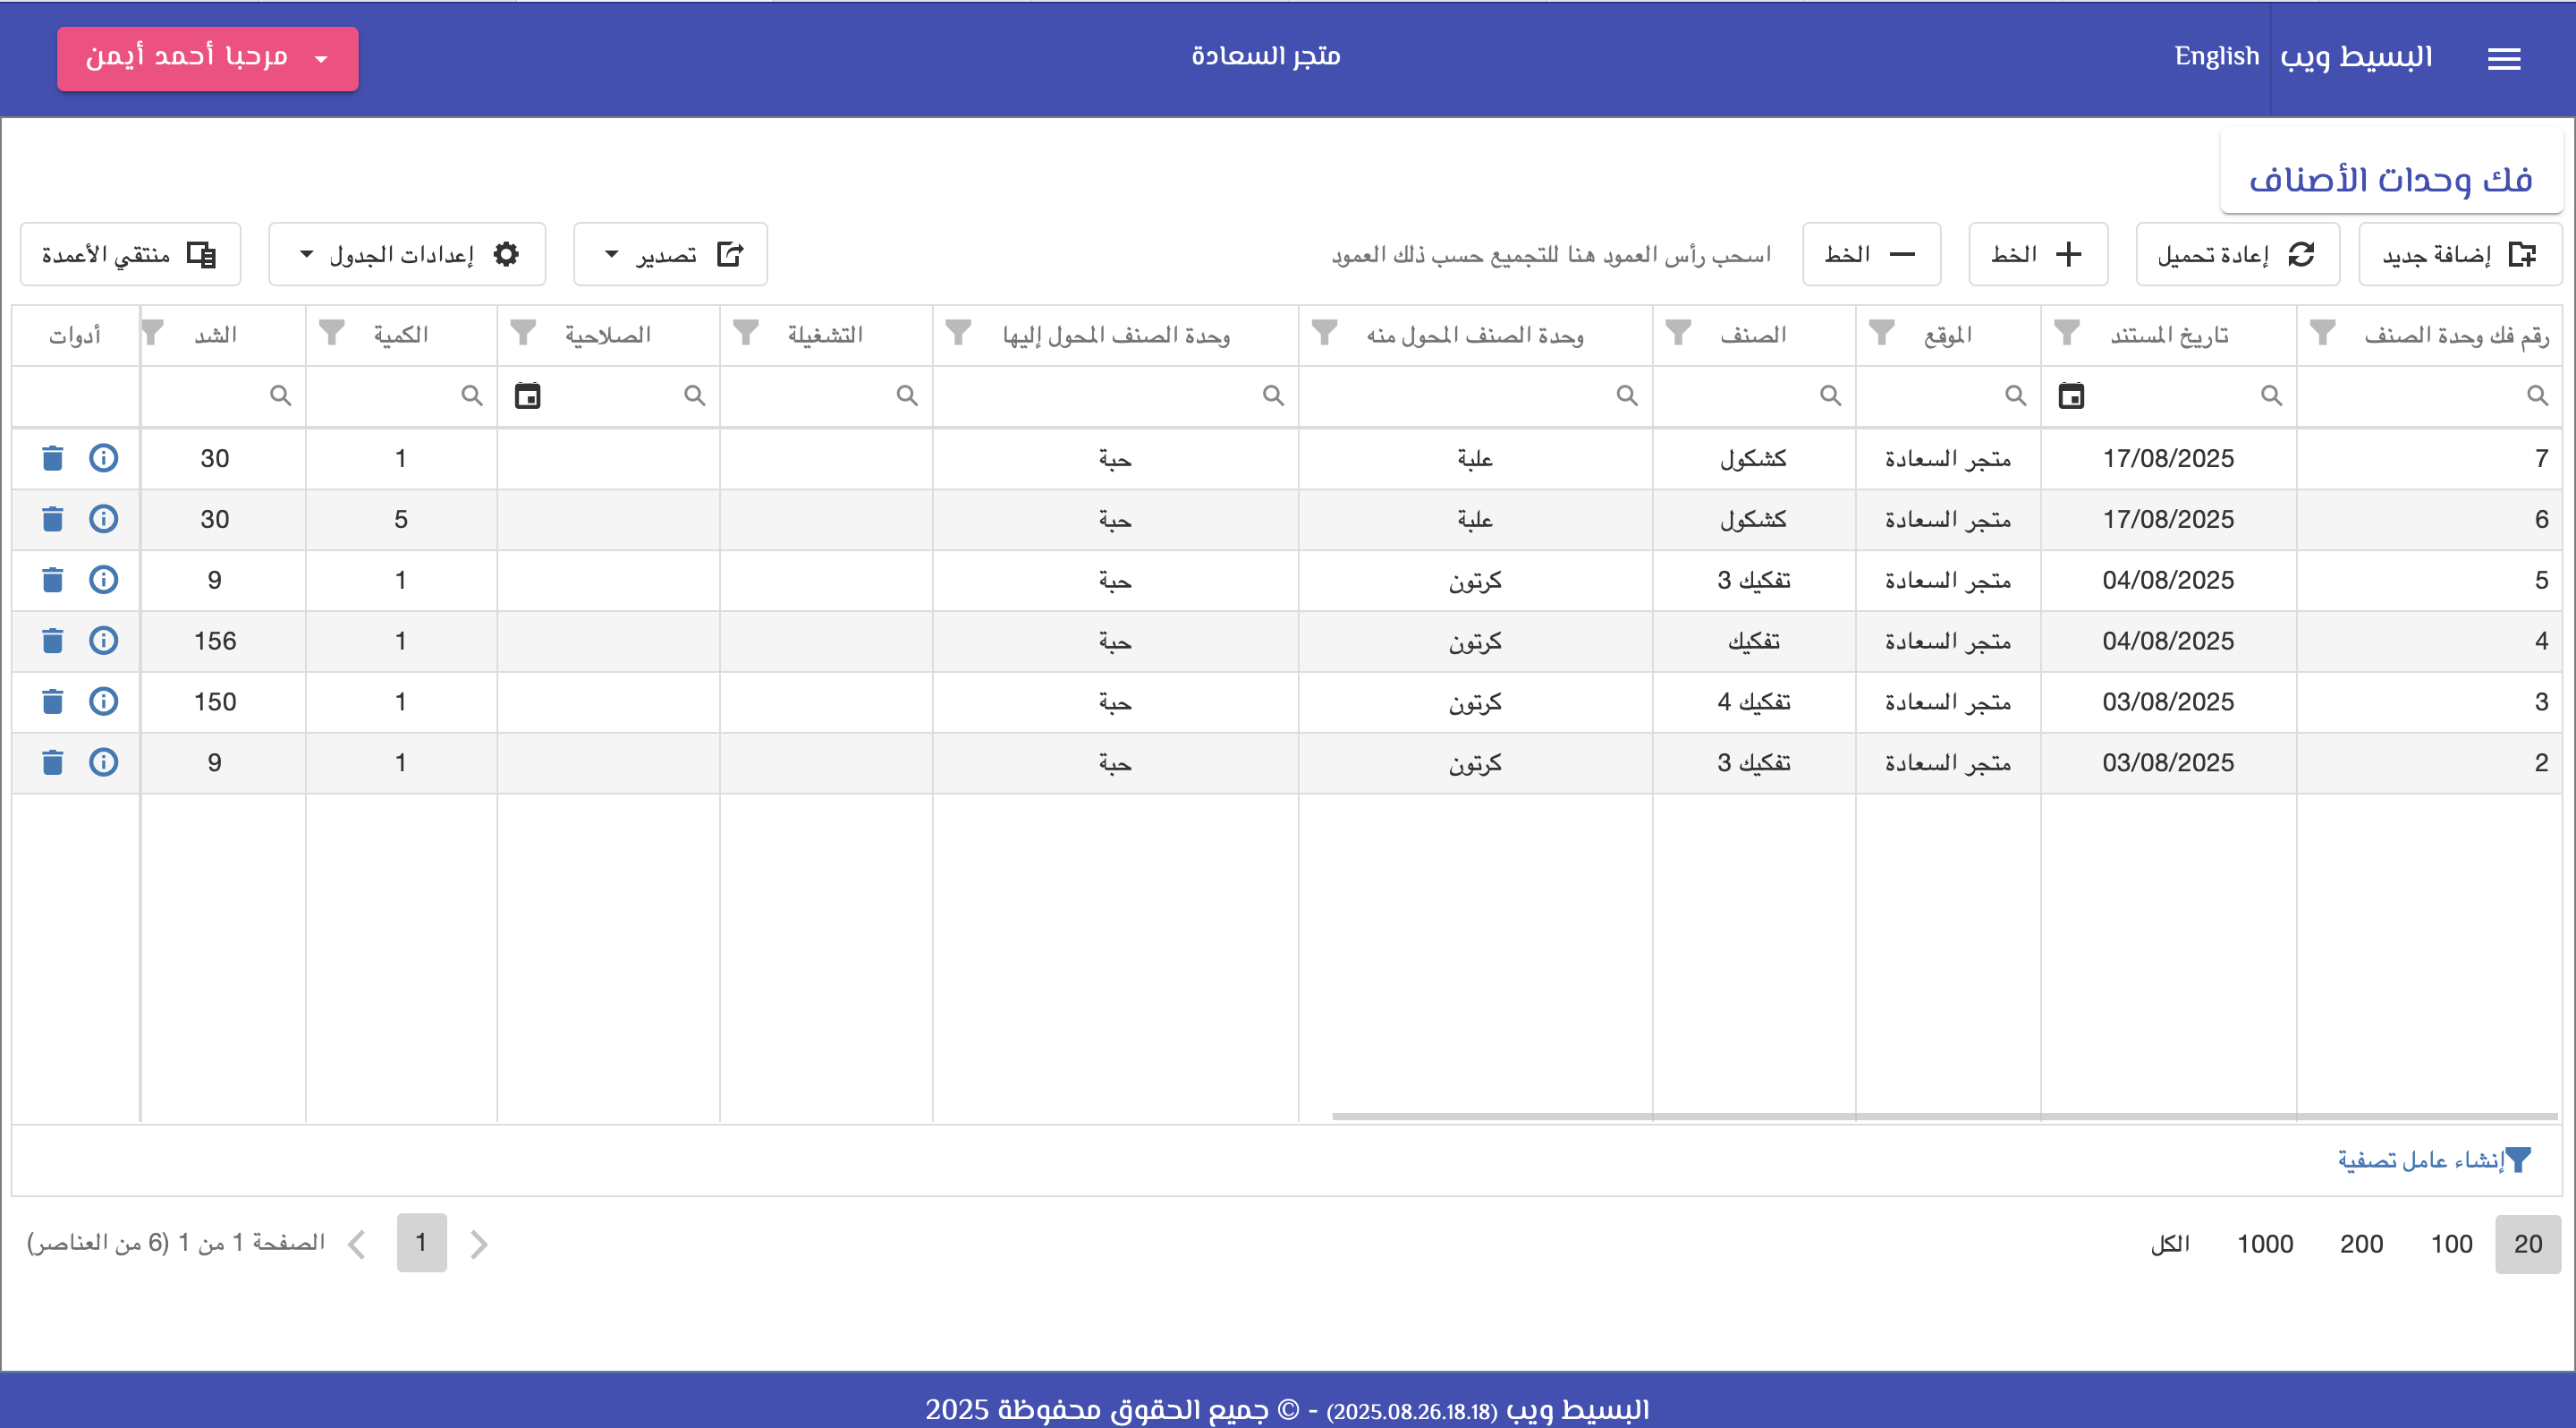 البسيط ويب English متجر السعادة مرحبا أحمد أيمن
فك وحدات الأصناف
إضافة جديد إعادة تحميل الخط الخط اسحب رأس العمود هنا للتجميع حسب ذلك العمود تصدير إعدادات الجدول منتقي الأعمدة
رقم فك وحدة الصنف تاريخ المستند الموقع الصنف وحدة الصنف المحول منه وحدة الصنف المحول إليها التشغيلة الصلاحية الكمية الشد أدوات
7 17/08/2025 متجر السعادة كشكول علبة حبة 1 30
6 17/08/2025 متجر السعادة كشكول علبة حبة 5 30
5 04/08/2025 متجر السعادة تفكيك 3 كرتون حبة 1 9
4 04/08/2025 متجر السعادة تفكيك كرتون حبة 1 156
3 03/08/2025 متجر السعادة تفكيك 4 كرتون حبة 1 150
2 03/08/2025 متجر السعادة تفكيك 3 كرتون حبة 1 9
إنشاء عامل تصفية
20 100 200 1000 الكل 1 الصفحة 1 من 1 (6 من العناصر)
البسيط ويب (2025.08.26.18.18) - © جميع الحقوق محفوظة 2025